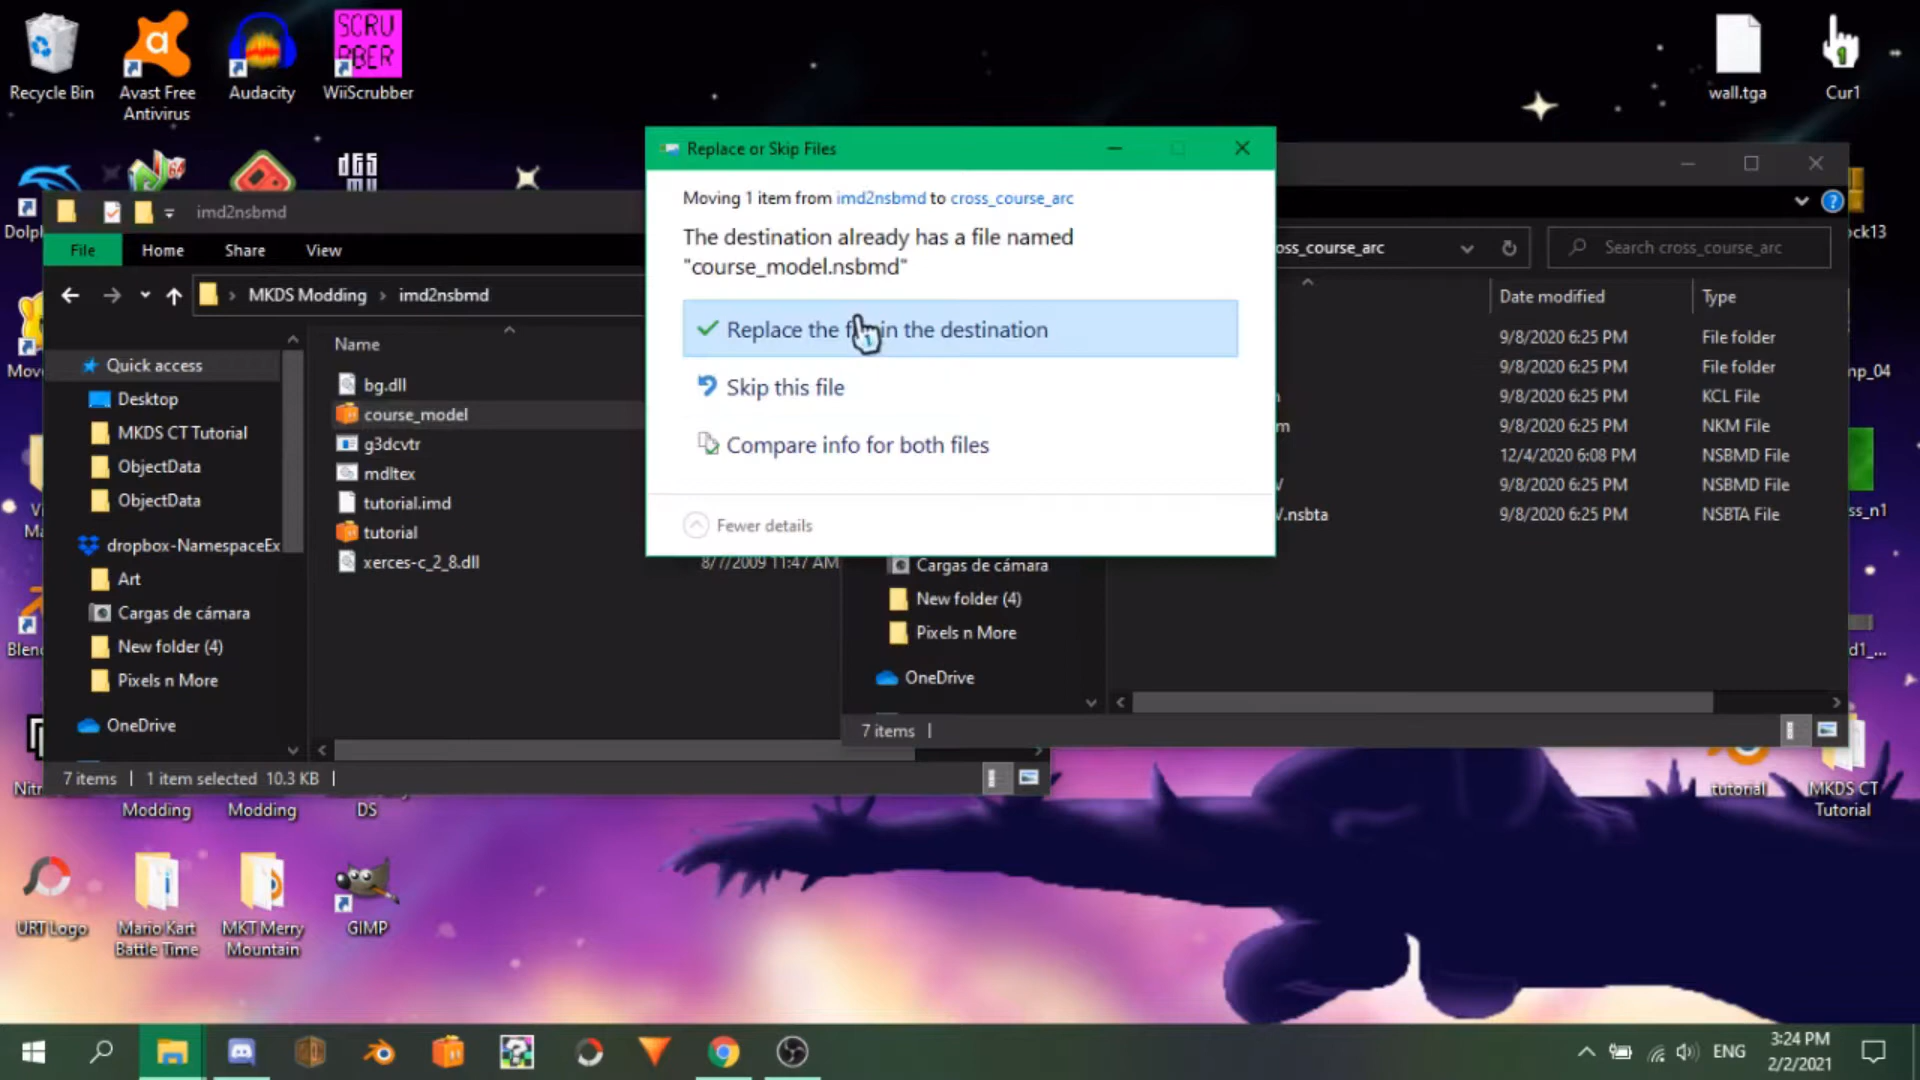 Recycle Bin
Avast Free
Antivirus
Audacity
SCRU
BBER
WiiScrubber
wall.tga
Cur1
imd2nsbmd
File
Home
Share
View
MKDS Modding
imd2nsbmd
Quick access
Desktop
MKDS CT Tutorial
ObjectData
ObjectData
dropbox-NamespaceEx
Art
Cargas de cámara
New folder (4)
Pixels n More
OneDrive
Name
bg.dll
course_model
g3dcvtr
mdltex
tutorial.imd
tutorial
xerces-c_2_8.dll
8/7/2009 11:47 AM
7 items
1 item selected 10.3 KB
Replace or Skip Files
Moving 1 item from imd2nsbmd to cross_course_arc
The destination already has a file named
"course_model.nsbmd"
Replace the in the destination
Skip this file
Compare info for both files
Fewer details
oss_course_arc
Search cross_course_arc
Date modified
Type
9/8/2020 6:25 PM
File folder
9/8/2020 6:25 PM
File folder
9/8/2020 6:25 PM
KCL File
9/8/2020 6:25 PM
NKM File
12/4/2020 6:08 PM
NSBMD File
9/8/2020 6:25 PM
NSBMD File
.nsbta
9/8/2020 6:25 PM
NSBTA File
Cargas de cámara
New folder (4)
Pixels n More
OneDrive
7 items
Dolph
Move
Blen
Nitr
Modding
Modding
DS
ock13
mp_04
ss_n1
d1_...
tutorial
MKDS CT
Tutorial
URT Logo
Mario Kart
Battle Time
MKT Merry
Mountain
GIMP
ENG
3:24 PM
2/2/2021